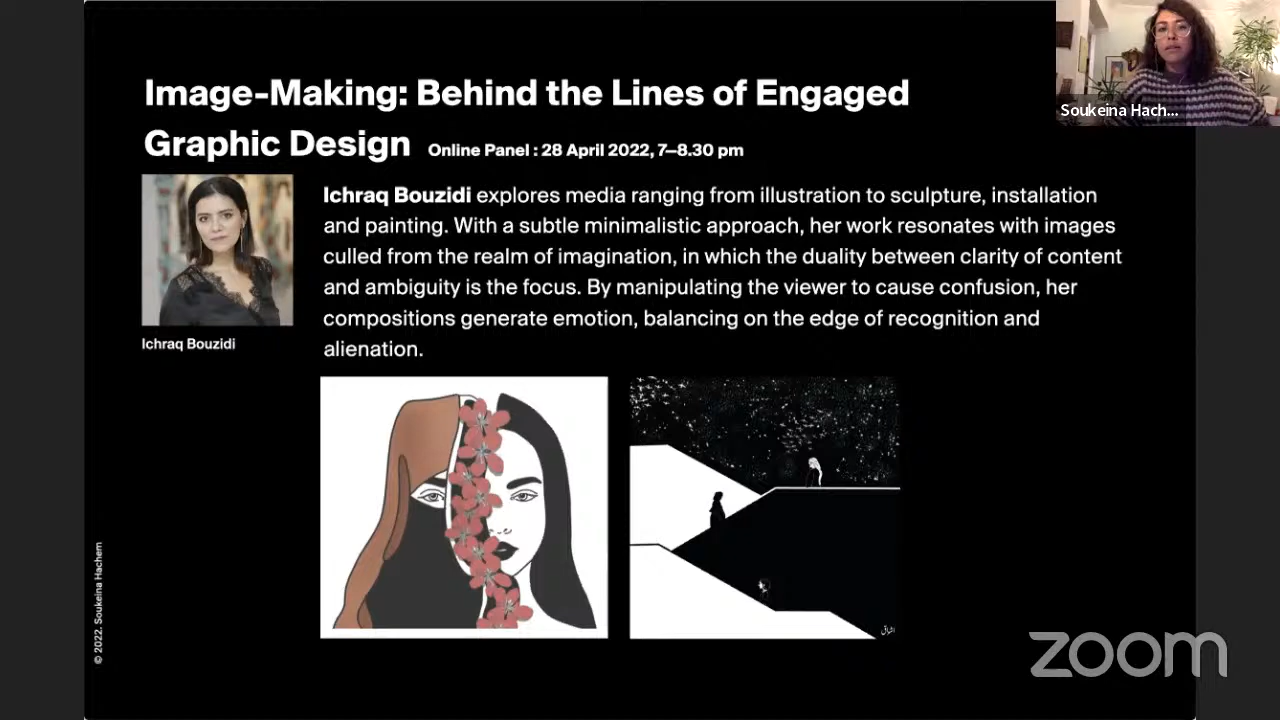 Soukeina Hach...
Image-Making: Behind the Lines of Engaged
Graphic Design Online Panel : 28 April 2022, 7–8.30 pm
Ichraq Bouzidi explores media ranging from illustration to sculpture, installation
and painting. With a subtle minimalistic approach, her work resonates with images
culled from the realm of imagination, in which the duality between clarity of content
and ambiguity is the focus. By manipulating the viewer to cause confusion, her
compositions generate emotion, balancing on the edge of recognition and
alienation.
Ichraq Bouzidi
© 2022. Soukeina Hachem
zoom